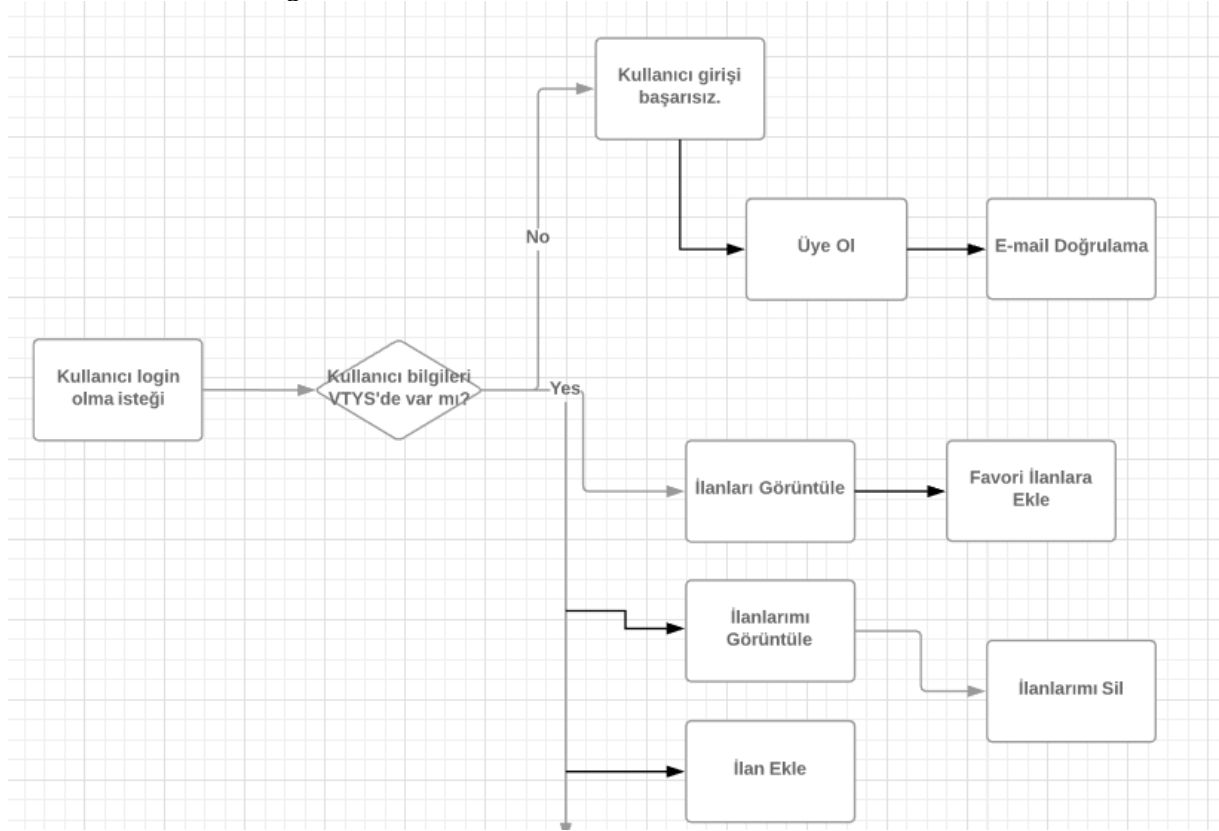 Kullanıcı girişi
başarısız.
No
Üye Ol
E-mail Doğrulama
Kullanıcı login
olma isteği
Kullanıcı bilgileri
VTYS'de var mı?
Yes
İlanları Görüntüle
Favori İlanlara
Ekle
İlanlarımı
Görüntüle
İlanlarımı Sil
İlan Ekle